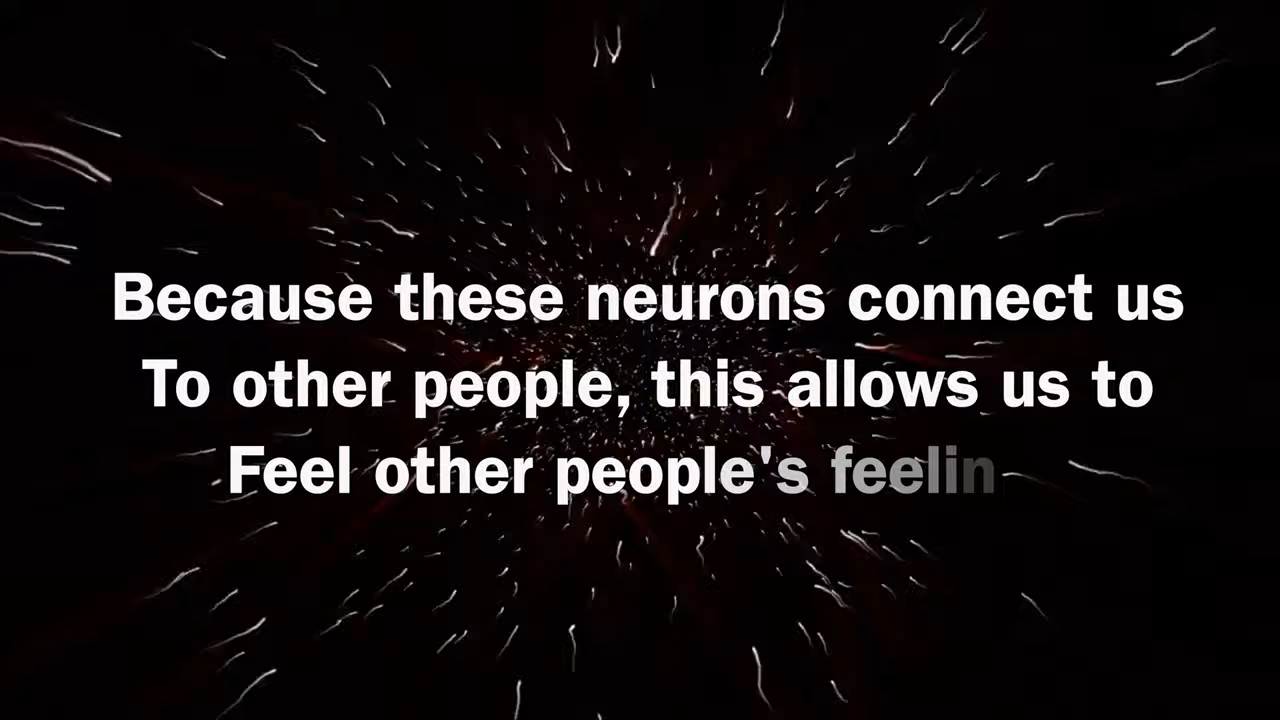 Because these neurons connect us
To other people, this allows us to
Feel other people's feelin